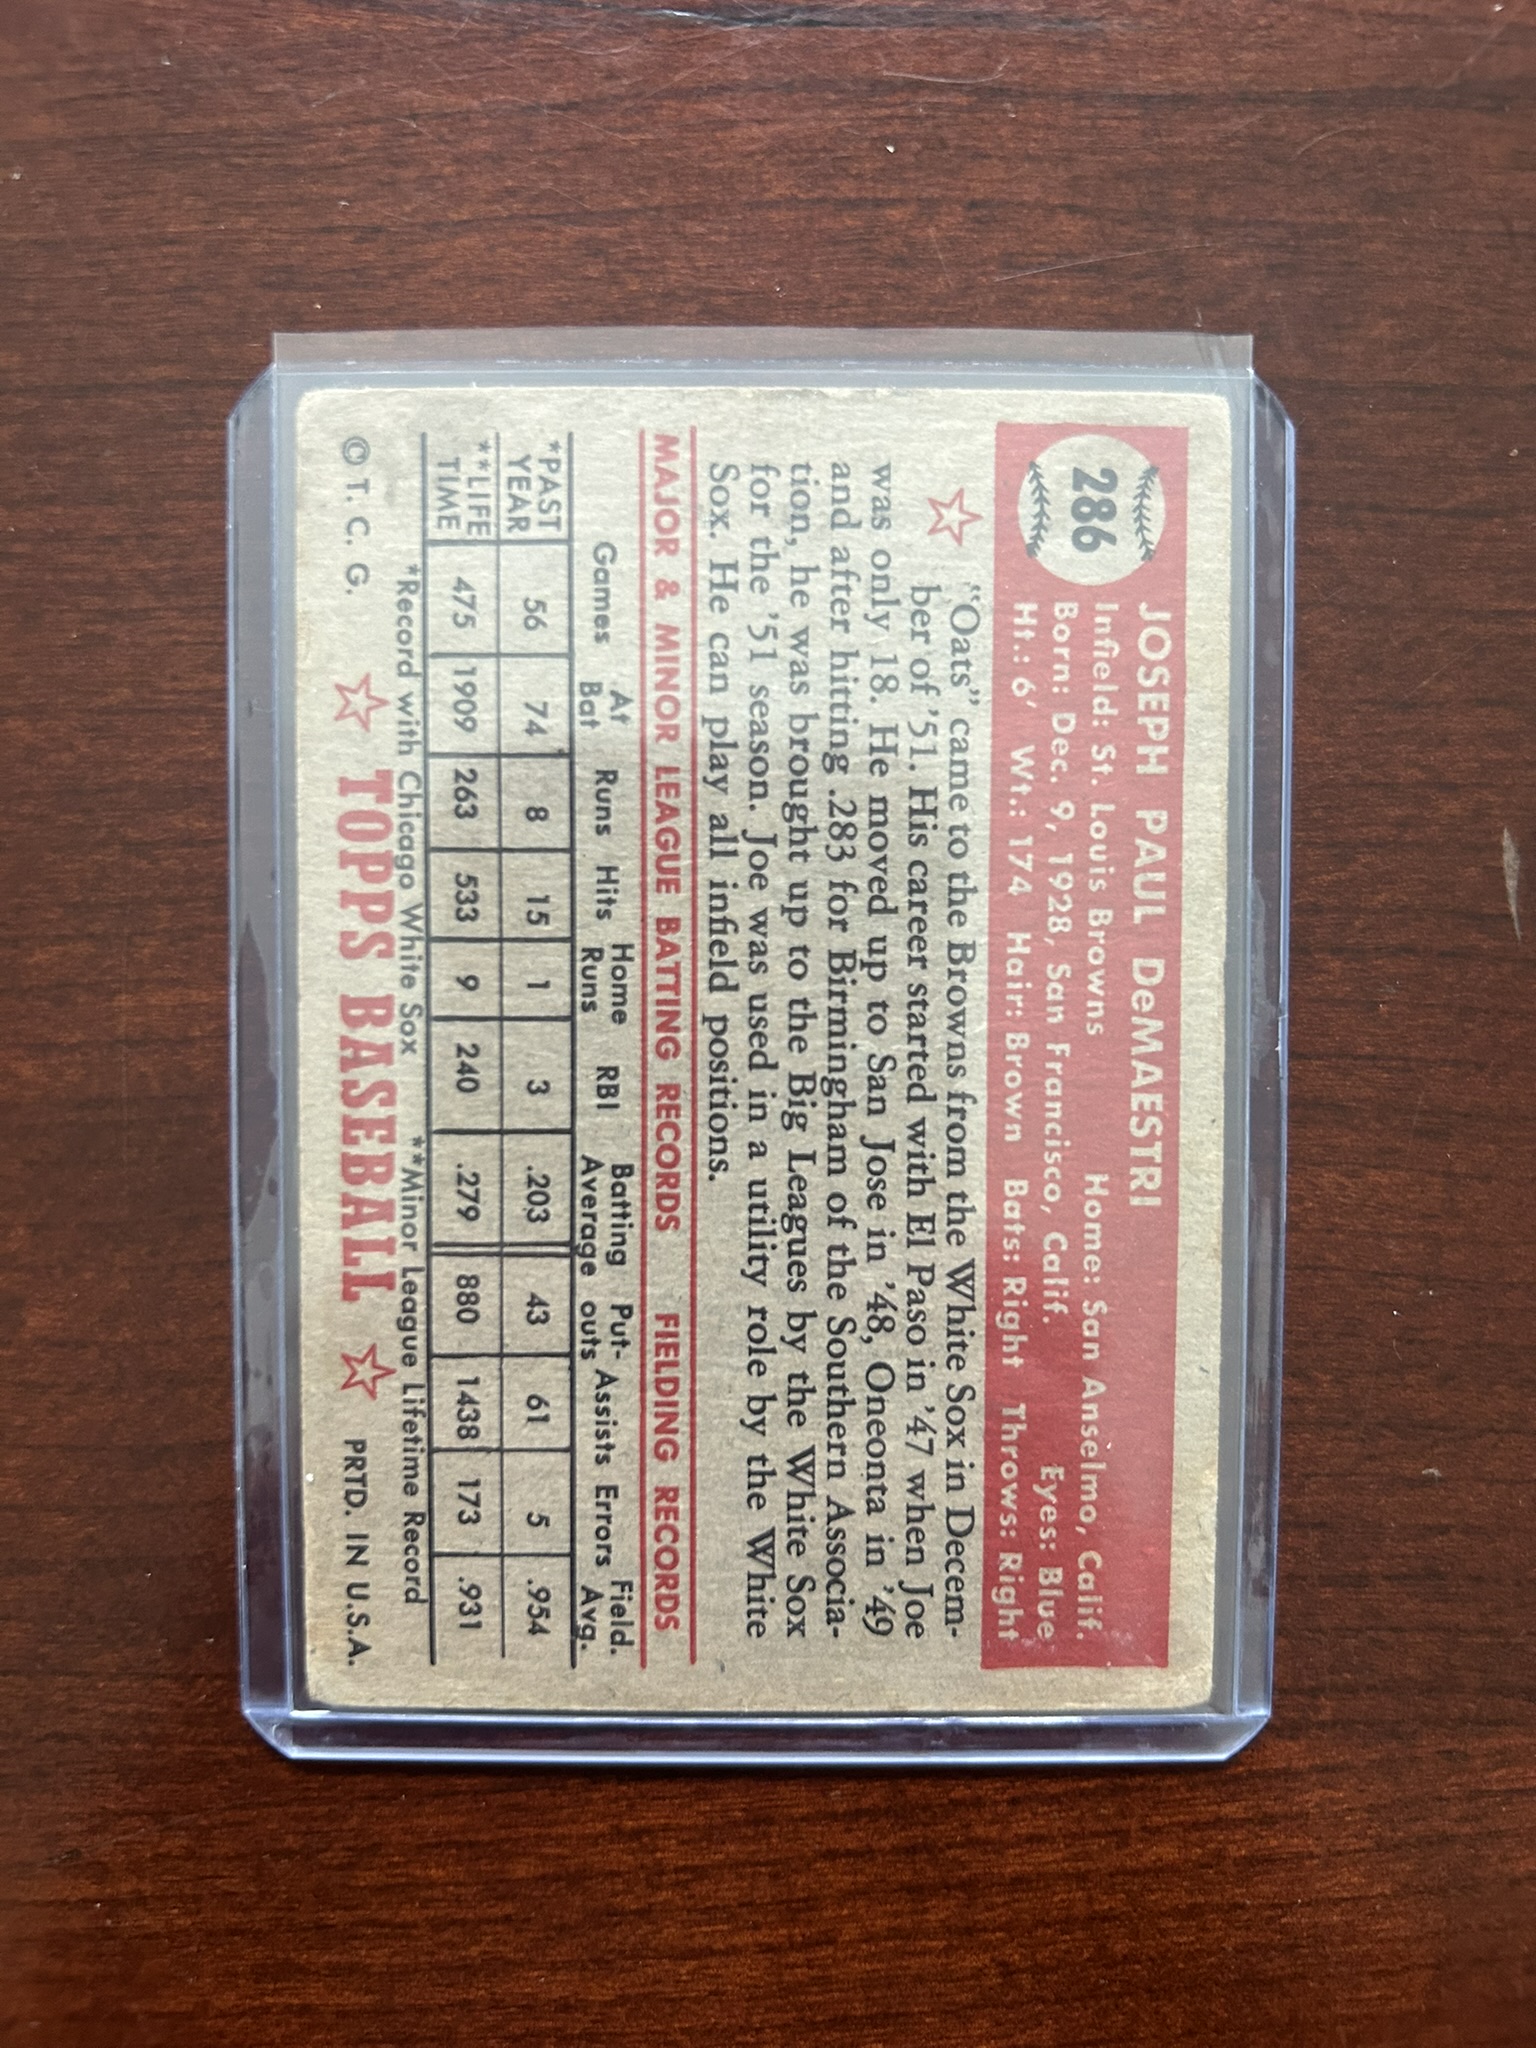 286
JOSEPH PAUL DeMAESTRI
Infield: St. Louis Browns Home: San Anselmo, Calif.
Born: Dec. 9, 1928, San Francisco, Calif. Eyes: Blue
Ht.: 6' Wt.: 174 Hair: Brown Bats: Right Throws: Right
"Oats" came to the Browns from the White Sox in Decem-
ber of '51. His career started with El Paso in '47 when Joe
was only 18. He moved up to San Jose in '48, Oneonta in '49
and after hitting .283 for Birmingham of the Southern Associa-
tion, he was brought up to the Big Leagues by the White Sox
for the '51 season. Joe was used in a utility role by the White
Sox. He can play all infield positions.
MAJOR & MINOR LEAGUE BATTING RECORDS FIELDING RECORDS
Games At Bat Runs Hits Home Runs RBI Batting Average Put-outs Assists Errors Field. Avg.
*PAST YEAR 56 74 8 15 1 3 .203 43 61 5 .954
**LIFE TIME 475 1909 263 533 9 240 .279 880 1438 173 .931
*Record with Chicago White Sox **Minor League Lifetime Record
© T. C. G. TOPPS BASEBALL PRTD. IN U.S.A.